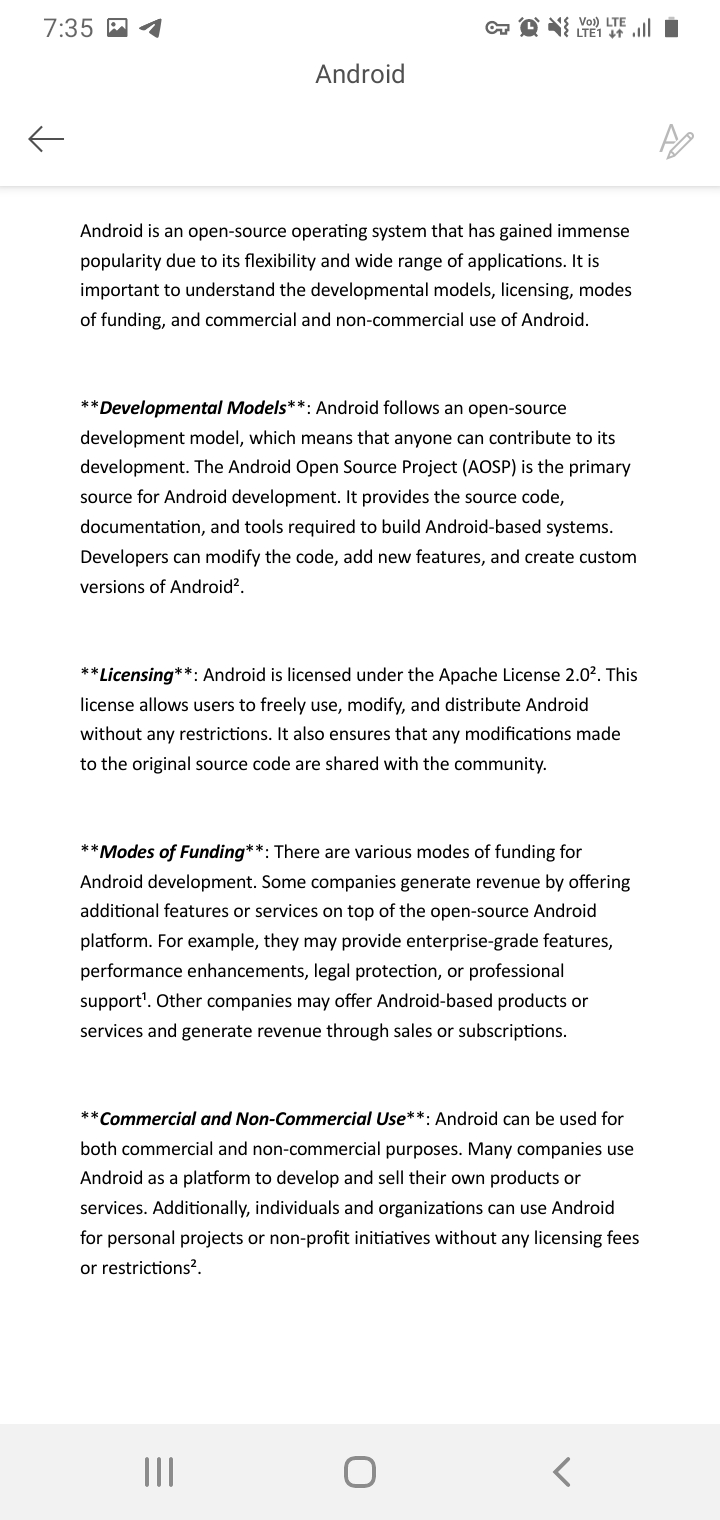 7:35
Vo) LTE
LTE1
Android
Android is an open-source operating system that has gained immense
popularity due to its flexibility and wide range of applications. It is
important to understand the developmental models, licensing, modes
of funding, and commercial and non-commercial use of Android.
**Developmental Models**: Android follows an open-source
development model, which means that anyone can contribute to its
development. The Android Open Source Project (AOSP) is the primary
source for Android development. It provides the source code,
documentation, and tools required to build Android-based systems.
Developers can modify the code, add new features, and create custom
versions of Android².
**Licensing**: Android is licensed under the Apache License 2.0². This
license allows users to freely use, modify, and distribute Android
without any restrictions. It also ensures that any modifications made
to the original source code are shared with the community.
**Modes of Funding**: There are various modes of funding for
Android development. Some companies generate revenue by offering
additional features or services on top of the open-source Android
platform. For example, they may provide enterprise-grade features,
performance enhancements, legal protection, or professional
support¹. Other companies may offer Android-based products or
services and generate revenue through sales or subscriptions.
**Commercial and Non-Commercial Use**: Android can be used for
both commercial and non-commercial purposes. Many companies use
Android as a platform to develop and sell their own products or
services. Additionally, individuals and organizations can use Android
for personal projects or non-profit initiatives without any licensing fees
or restrictions².